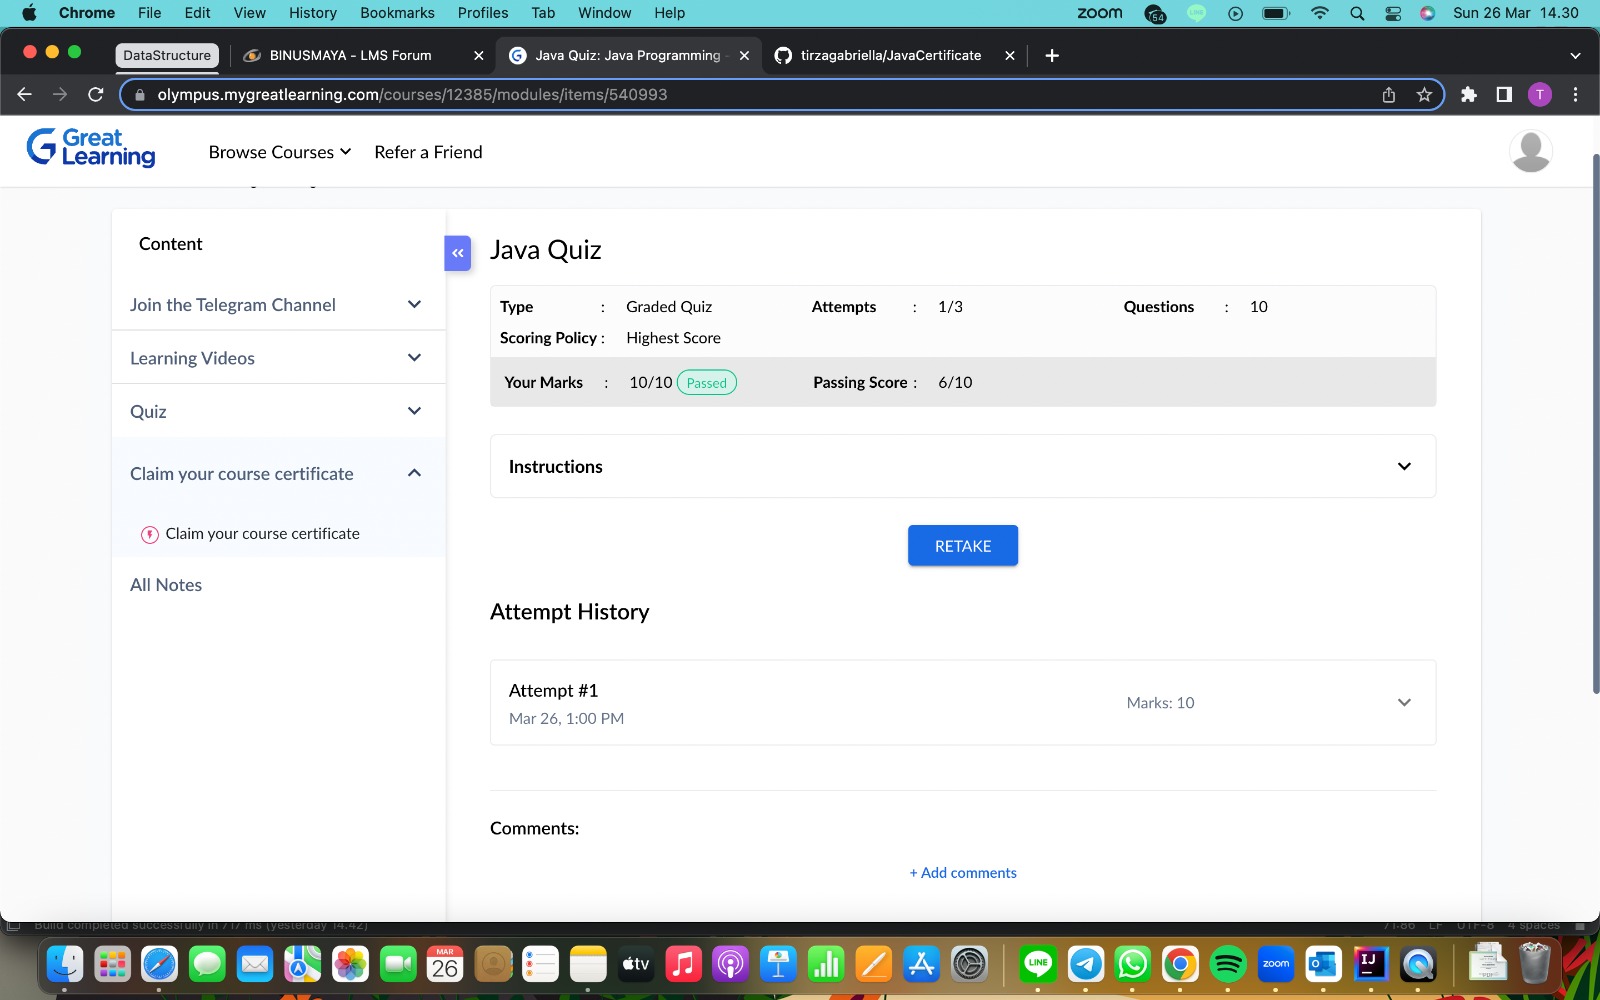 Chrome File Edit View History Bookmarks Profiles Tab Window Help zoom 54 LINE Sun 26 Mar 14.30
DataStructure BINUSMAYA - LMS Forum Java Quiz: Java Programming - tirzagabriella/JavaCertificate
olympus.mygreatlearning.com/courses/12385/modules/items/540993 T
Great Learning Browse Courses Refer a Friend
Content
Join the Telegram Channel
Learning Videos
Quiz
Claim your course certificate
Claim your course certificate
All Notes
Java Quiz
Type : Graded Quiz Attempts : 1/3 Questions : 10
Scoring Policy : Highest Score
Your Marks : 10/10 Passed Passing Score : 6/10
Instructions
RETAKE
Attempt History
Attempt #1
Mar 26, 1:00 PM
Marks: 10
Comments:
+ Add comments
Build completed successfully in 717 ms (yesterday 14.42) 71:86 LF UTF-8 4 spaces
MAR
26
tv
LINE
zoom
IJ